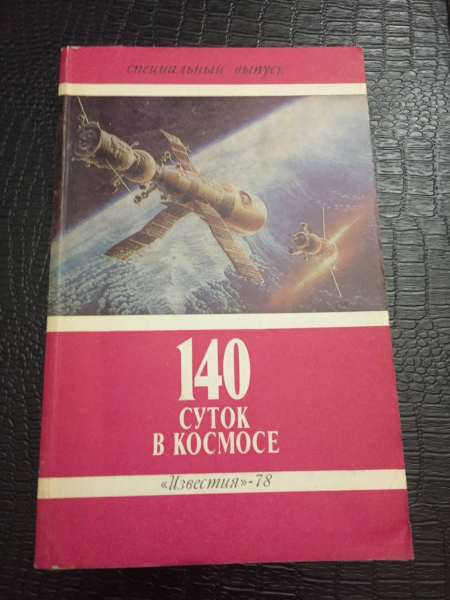 специальный выпуск
140
СУТОК
В КОСМОСЕ
«Известия»-78